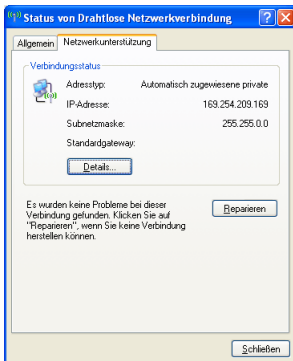 Status von Drahtlose Netzwerkverbindung
Allgemein Netzwerkunterstützung
Verbindungsstatus
Adresstyp: Automatisch zugewiesene private
IP-Adresse: 169.254.209.169
Subnetzmaske: 255.255.0.0
Standardgateway:
Details...
Es wurden keine Probleme bei dieser
Verbindung gefunden. Klicken Sie auf
"Reparieren", wenn Sie keine Verbindung
herstellen können.
Reparieren
Schließen